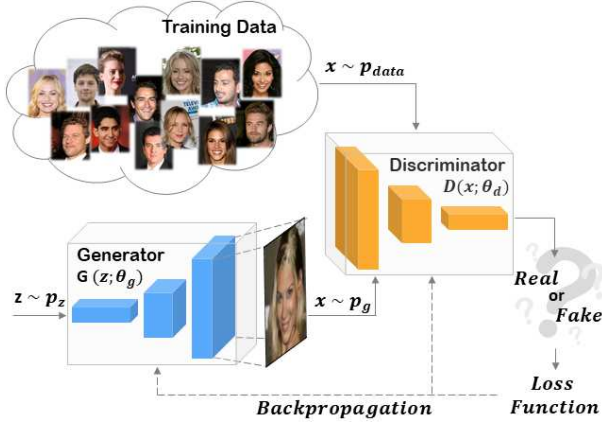 Training Data
x ~ p_data
Discriminator
D(x; θ_d)
Generator
G (z; θ_g)
z ~ p_z
x ~ p_g
? ? ?
Real
or
Fake
Loss
Function
Backpropagation